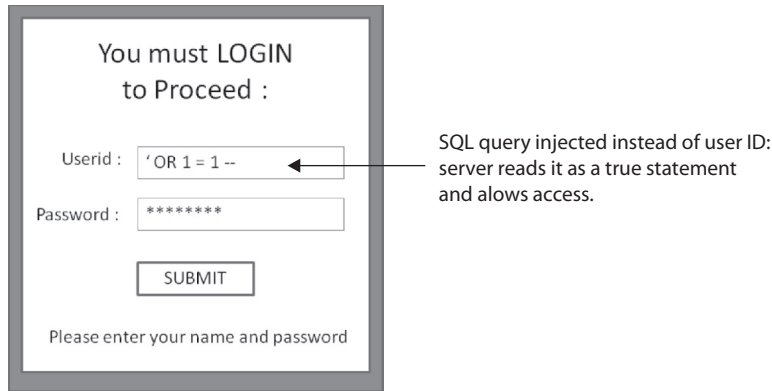 You must LOGIN
to Proceed :
Userid :
‘ OR 1 = 1 --
Password :
********
SUBMIT
Please enter your name and password
SQL query injected instead of user ID:
server reads it as a true statement
and alows access.